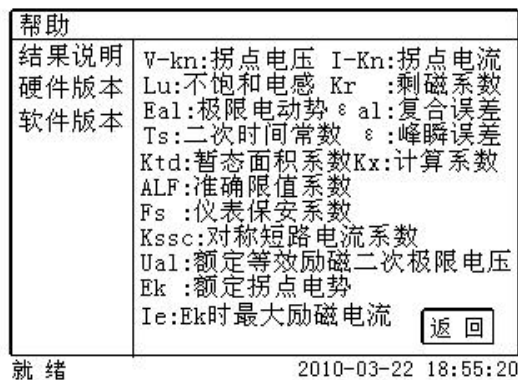 帮助
结果说明
硬件版本
软件版本
V-kn:拐点电压 I-Kn:拐点电流
Lu:不饱和电感 Kr :剩磁系数
Eal:极限电动势 εal:复合误差
Ts:二次时间常数 ε:峰瞬误差
Ktd:暂态面积系数Kx:计算系数
ALF:准确限值系数
Fs :仪表保安系数
Kssc:对称短路电流系数
Ual:额定等效励磁二次极限电压
Ek :额定拐点电势
Ie:Ek时最大励磁电流
返 回
就 绪 2010-03-22 18:55:20